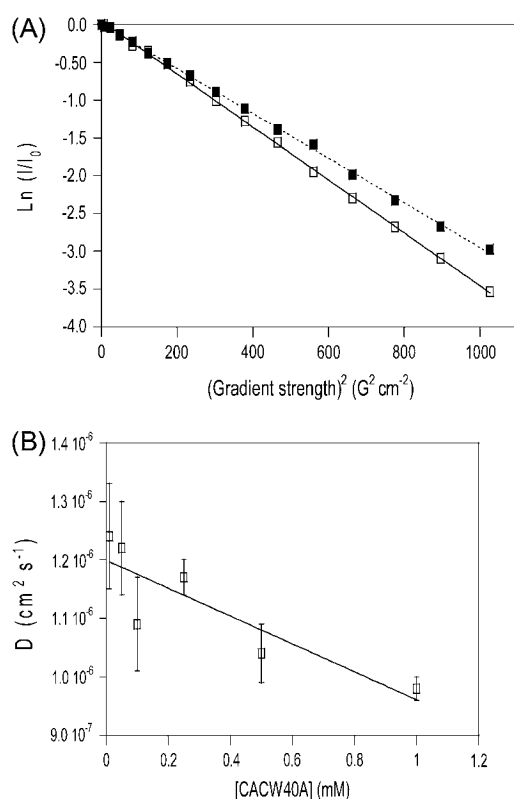 (A)
0.0
-0.50
-1.0
-1.5
-2.0
-2.5
-3.0
-3.5
-4.0
Ln (I/I0)
0 200 400 600 800 1000
(Gradient strength)² (G² cm⁻²)
(B)
1.4 10⁻⁶
1.3 10⁻⁶
1.2 10⁻⁶
1.1 10⁻⁶
1.0 10⁻⁶
9.0 10⁻⁷
D (cm² s⁻¹)
0 0.2 0.4 0.6 0.8 1 1.2
[CACW40A] (mM)